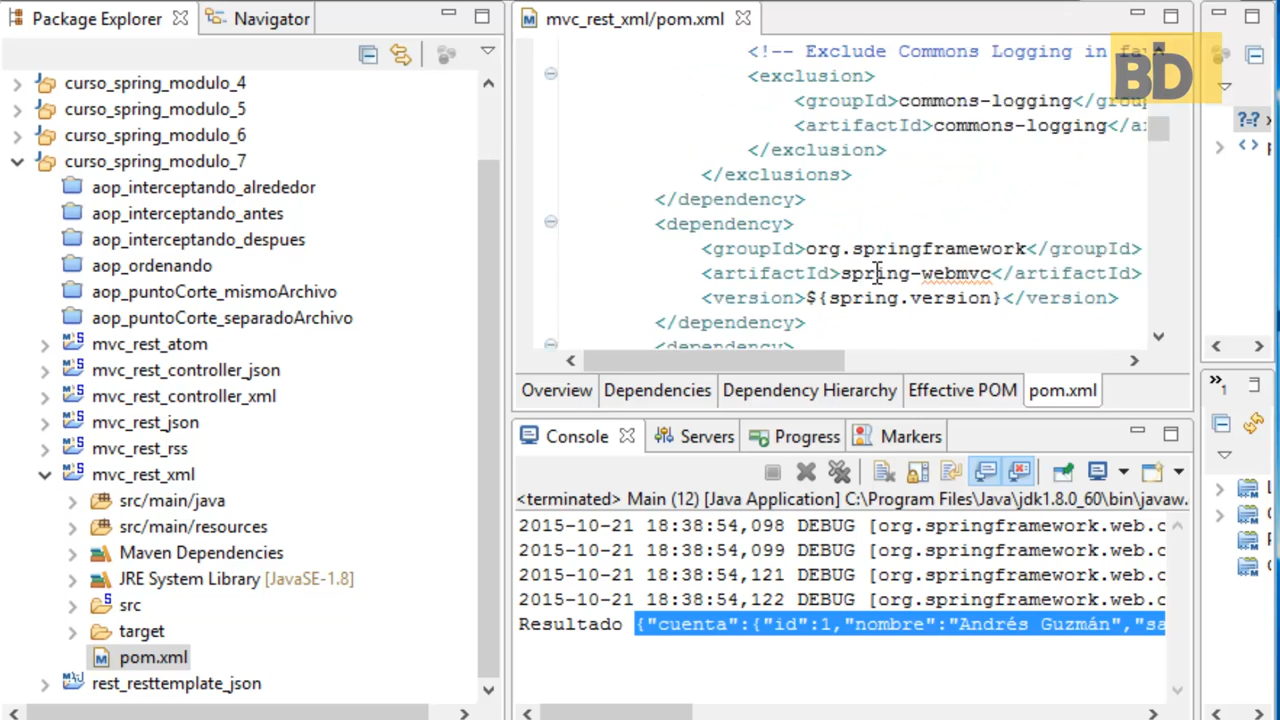 Package Explorer
Navigator
curso_spring_modulo_4
curso_spring_modulo_5
curso_spring_modulo_6
curso_spring_modulo_7
aop_interceptando_alrededor
aop_interceptando_antes
aop_interceptando_despues
aop_ordenando
aop_puntoCorte_mismoArchivo
aop_puntoCorte_separadoArchivo
mvc_rest_atom
mvc_rest_controller_json
mvc_rest_controller_xml
mvc_rest_json
mvc_rest_rss
mvc_rest_xml
src/main/java
src/main/resources
Maven Dependencies
JRE System Library [JavaSE-1.8]
src
target
pom.xml
rest_resttemplate_json
mvc_rest_xml/pom.xml
<!-- Exclude Commons Logging in
<exclusion>
<groupId>commons-logging</
<artifactId>commons-logging</
</exclusion>
</exclusions>
</dependency>
<dependency>
<groupId>org.springframework</groupId>
<artifactId>spring-webmvc</artifactId>
<version>${spring.version}</version>
</dependency>
<dependency>
BD
Overview
Dependencies
Dependency Hierarchy
Effective POM
pom.xml
Console
Servers
Progress
Markers
<terminated> Main (12) [Java Application] C:\Program Files\Java\jdk1.8.0_60\bin\javaw.
2015-10-21 18:38:54,098 DEBUG [org.springframework.web.c
2015-10-21 18:38:54,099 DEBUG [org.springframework.web.c
2015-10-21 18:38:54,121 DEBUG [org.springframework.web.c
2015-10-21 18:38:54,122 DEBUG [org.springframework.web.c
Resultado {"cuenta":{"id":1,"nombre":"Andrés Guzmán","sa